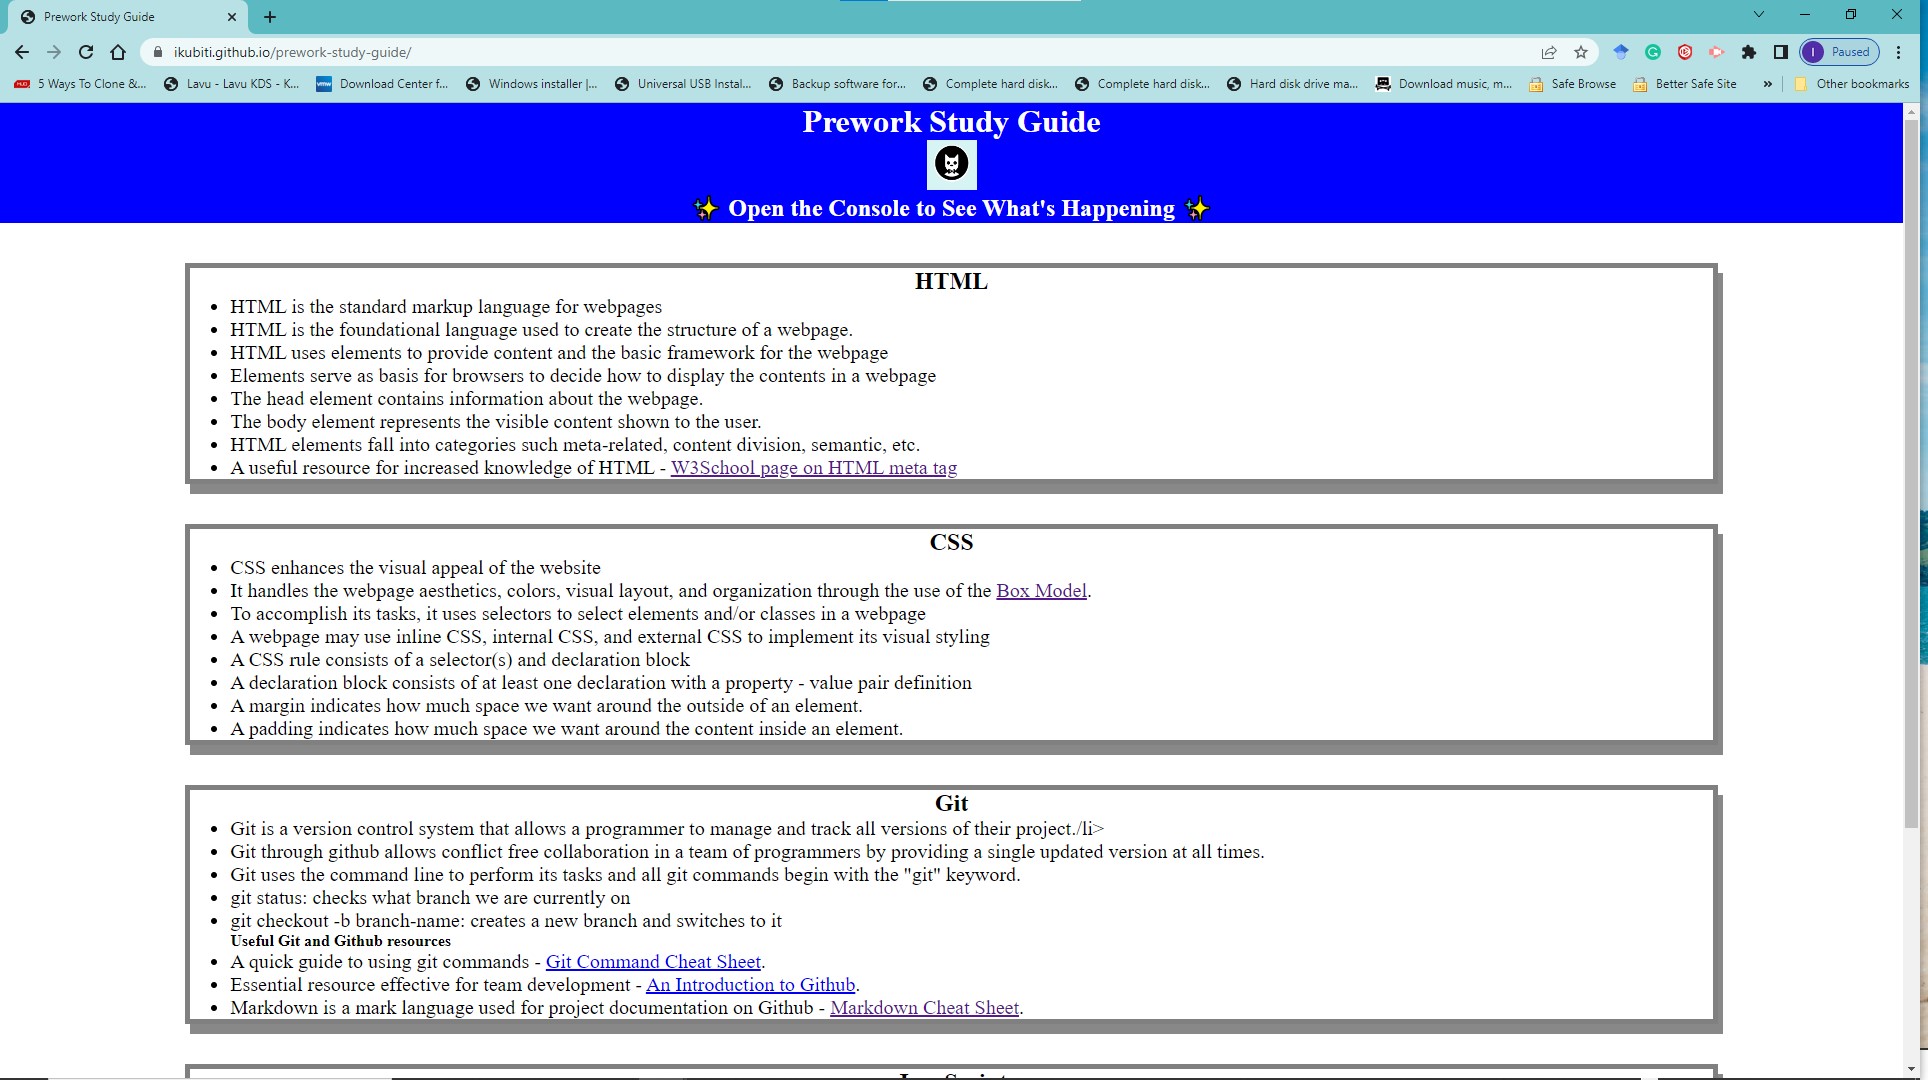 Prework Study Guide
ikubiti.github.io/prework-study-guide/
I Paused
5 Ways To Clone &... Lavu - Lavu KDS - K... vmw Download Center f... Windows installer |... Universal USB Instal... Backup software for... Complete hard disk... Complete hard disk... Hard disk drive ma... Download music, m... Safe Browse Better Safe Site » Other bookmarks
Prework Study Guide
✨ Open the Console to See What's Happening ✨
HTML
• HTML is the standard markup language for webpages
• HTML is the foundational language used to create the structure of a webpage.
• HTML uses elements to provide content and the basic framework for the webpage
• Elements serve as basis for browsers to decide how to display the contents in a webpage
• The head element contains information about the webpage.
• The body element represents the visible content shown to the user.
• HTML elements fall into categories such meta-related, content division, semantic, etc.
• A useful resource for increased knowledge of HTML - W3School page on HTML meta tag
CSS
• CSS enhances the visual appeal of the website
• It handles the webpage aesthetics, colors, visual layout, and organization through the use of the Box Model.
• To accomplish its tasks, it uses selectors to select elements and/or classes in a webpage
• A webpage may use inline CSS, internal CSS, and external CSS to implement its visual styling
• A CSS rule consists of a selector(s) and declaration block
• A declaration block consists of at least one declaration with a property - value pair definition
• A margin indicates how much space we want around the outside of an element.
• A padding indicates how much space we want around the content inside an element.
Git
• Git is a version control system that allows a programmer to manage and track all versions of their project./li>
• Git through github allows conflict free collaboration in a team of programmers by providing a single updated version at all times.
• Git uses the command line to perform its tasks and all git commands begin with the "git" keyword.
• git status: checks what branch we are currently on
• git checkout -b branch-name: creates a new branch and switches to it
Useful Git and Github resources
• A quick guide to using git commands - Git Command Cheat Sheet.
• Essential resource effective for team development - An Introduction to Github.
• Markdown is a mark language used for project documentation on Github - Markdown Cheat Sheet.